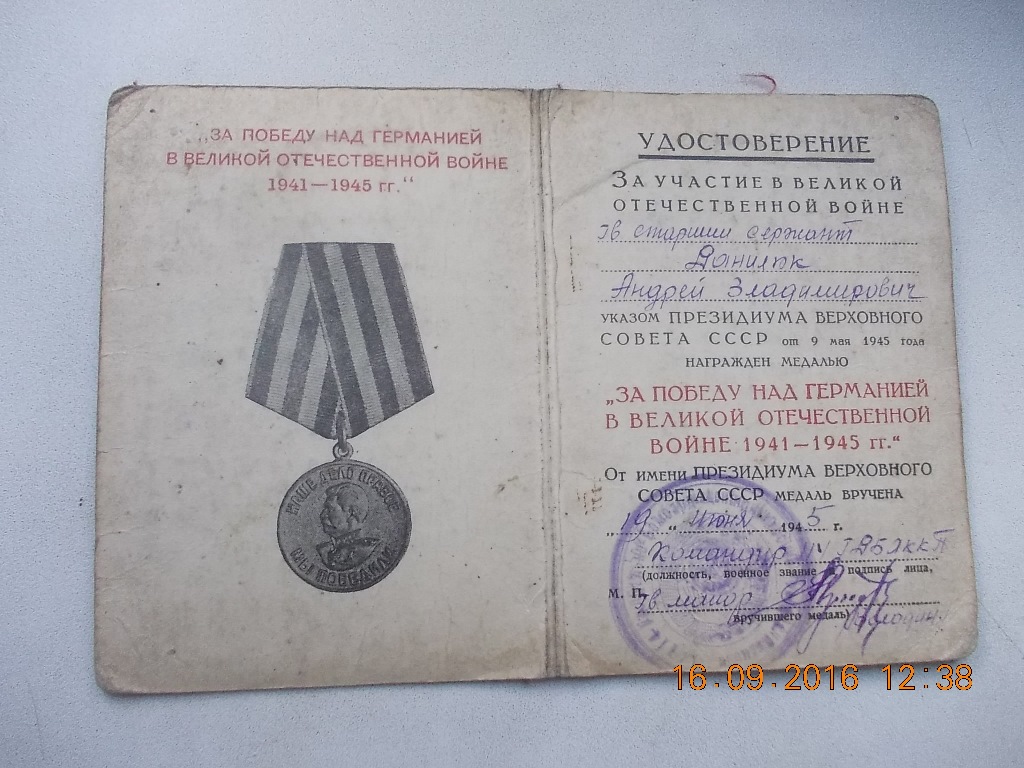 „ЗА ПОБЕДУ НАД ГЕРМАНИЕЙ
В ВЕЛИКОЙ ОТЕЧЕСТВЕННОЙ ВОЙНЕ
1941—1945 гг.“
НАШЕ ДЕЛО ПРАВОЕ
МЫ ПОБЕДИЛИ
УДОСТОВЕРЕНИЕ
ЗА УЧАСТИЕ В ВЕЛИКОЙ
ОТЕЧЕСТВЕННОЙ ВОЙНЕ
гв старший сержант
Данилюк
Андрей Владимирович
УКАЗОМ ПРЕЗИДИУМА ВЕРХОВНОГО
СОВЕТА СССР от 9 мая 1945 года
НАГРАЖДЕН МЕДАЛЬЮ
„ЗА ПОБЕДУ НАД ГЕРМАНИЕЙ
В ВЕЛИКОЙ ОТЕЧЕСТВЕННОЙ
ВОЙНЕ 1941—1945 гг.“
ОТ ИМЕНИ ПРЕЗИДИУМА ВЕРХОВНОГО
СОВЕТА СССР МЕДАЛЬ ВРУЧЕНА
„19 “ июня 1945 г.
Командир
(должность, военное звание и подпись лица,
М. П. гв майор
вручившего медаль)
16.09.2016 12:38